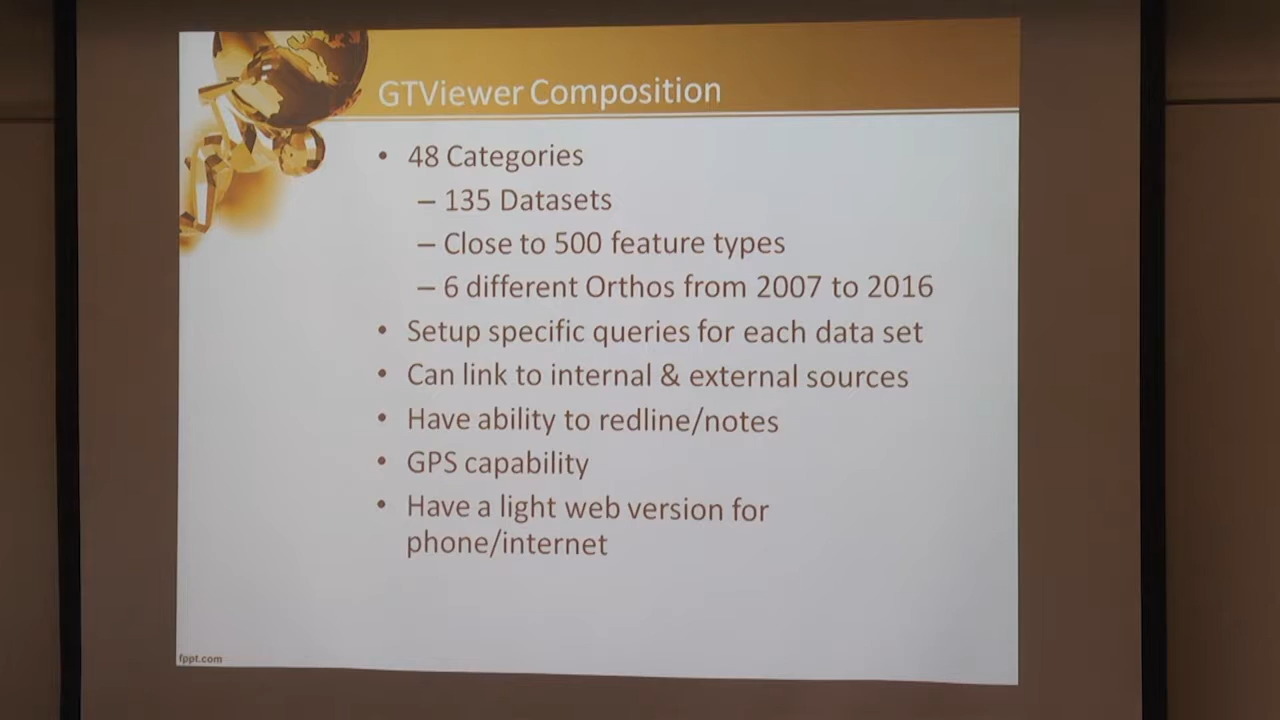 GTViewer Composition
• 48 Categories
– 135 Datasets
– Close to 500 feature types
– 6 different Orthos from 2007 to 2016
• Setup specific queries for each data set
• Can link to internal & external sources
• Have ability to redline/notes
• GPS capability
• Have a light web version for
phone/internet
fppt.com